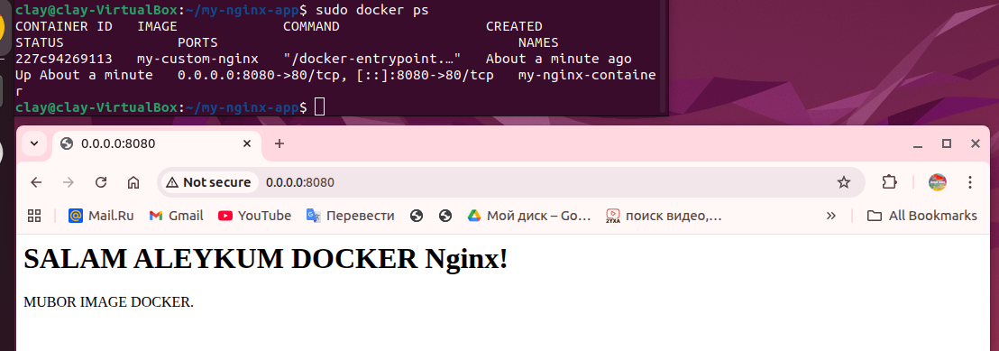 clay@clay-VirtualBox:~/my-nginx-app$ sudo docker ps
CONTAINER ID   IMAGE             COMMAND                  CREATED
STATUS              PORTS                                     NAMES
227c94269113   my-custom-nginx   "/docker-entrypoint.…"   About a minute ago
Up About a minute   0.0.0.0:8080->80/tcp, [::]:8080->80/tcp   my-nginx-containe
r
clay@clay-VirtualBox:~/my-nginx-app$
0.0.0.0:8080
Not secure 0.0.0.0:8080
Mail.Ru Gmail YouTube Перевести Мой диск – Go… поиск видео,… » All Bookmarks
SALAM ALEYKUM DOCKER Nginx!
MUBOR IMAGE DOCKER.